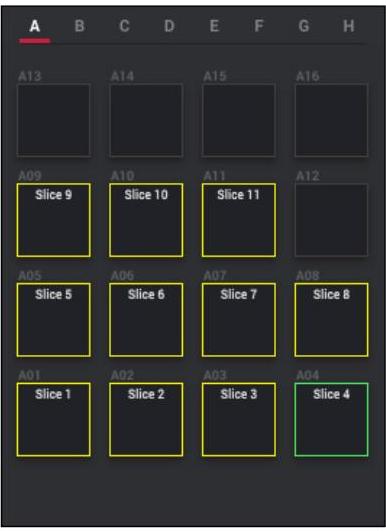 A B C D E F G H
A13 A14 A15 A16
A09 A10 A11 A12
Slice 9 Slice 10 Slice 11
A05 A06 A07 A08
Slice 5 Slice 6 Slice 7 Slice 8
A01 A02 A03 A04
Slice 1 Slice 2 Slice 3 Slice 4